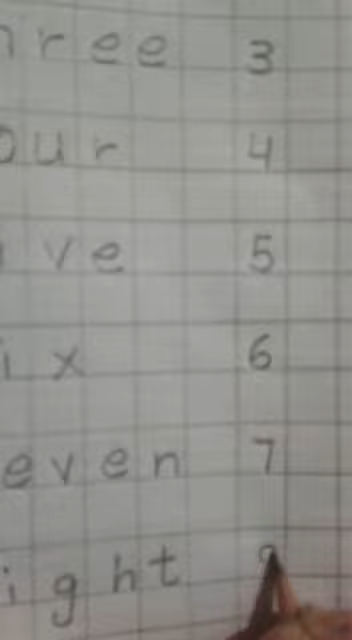 hree 3
our 4
ive 5
ix 6
even 7
ight